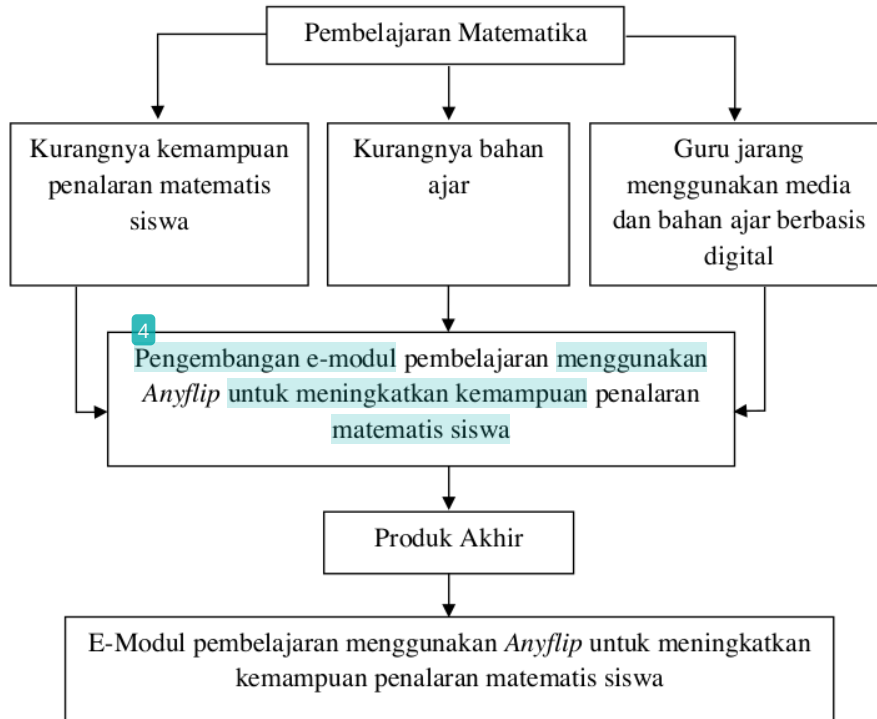 Pembelajaran Matematika
Kurangnya kemampuan
penalaran matematis
siswa
Kurangnya bahan
ajar
Guru jarang
menggunakan media
dan bahan ajar berbasis
digital
4
Pengembangan e-modul pembelajaran menggunakan
Anyflip untuk meningkatkan kemampuan penalaran
matematis siswa
Produk Akhir
E-Modul pembelajaran menggunakan Anyflip untuk meningkatkan
kemampuan penalaran matematis siswa